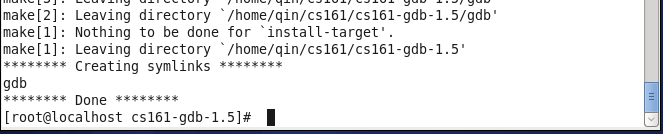 make[3]: Leaving directory `/home/qin/cs161/cs161-gdb-1.5/gdb'
make[2]: Leaving directory `/home/qin/cs161/cs161-gdb-1.5/gdb'
make[1]: Nothing to be done for `install-target'.
make[1]: Leaving directory `/home/qin/cs161/cs161-gdb-1.5'
******** Creating symlinks ********
gdb
******** Done ********
[root@localhost cs161-gdb-1.5]#